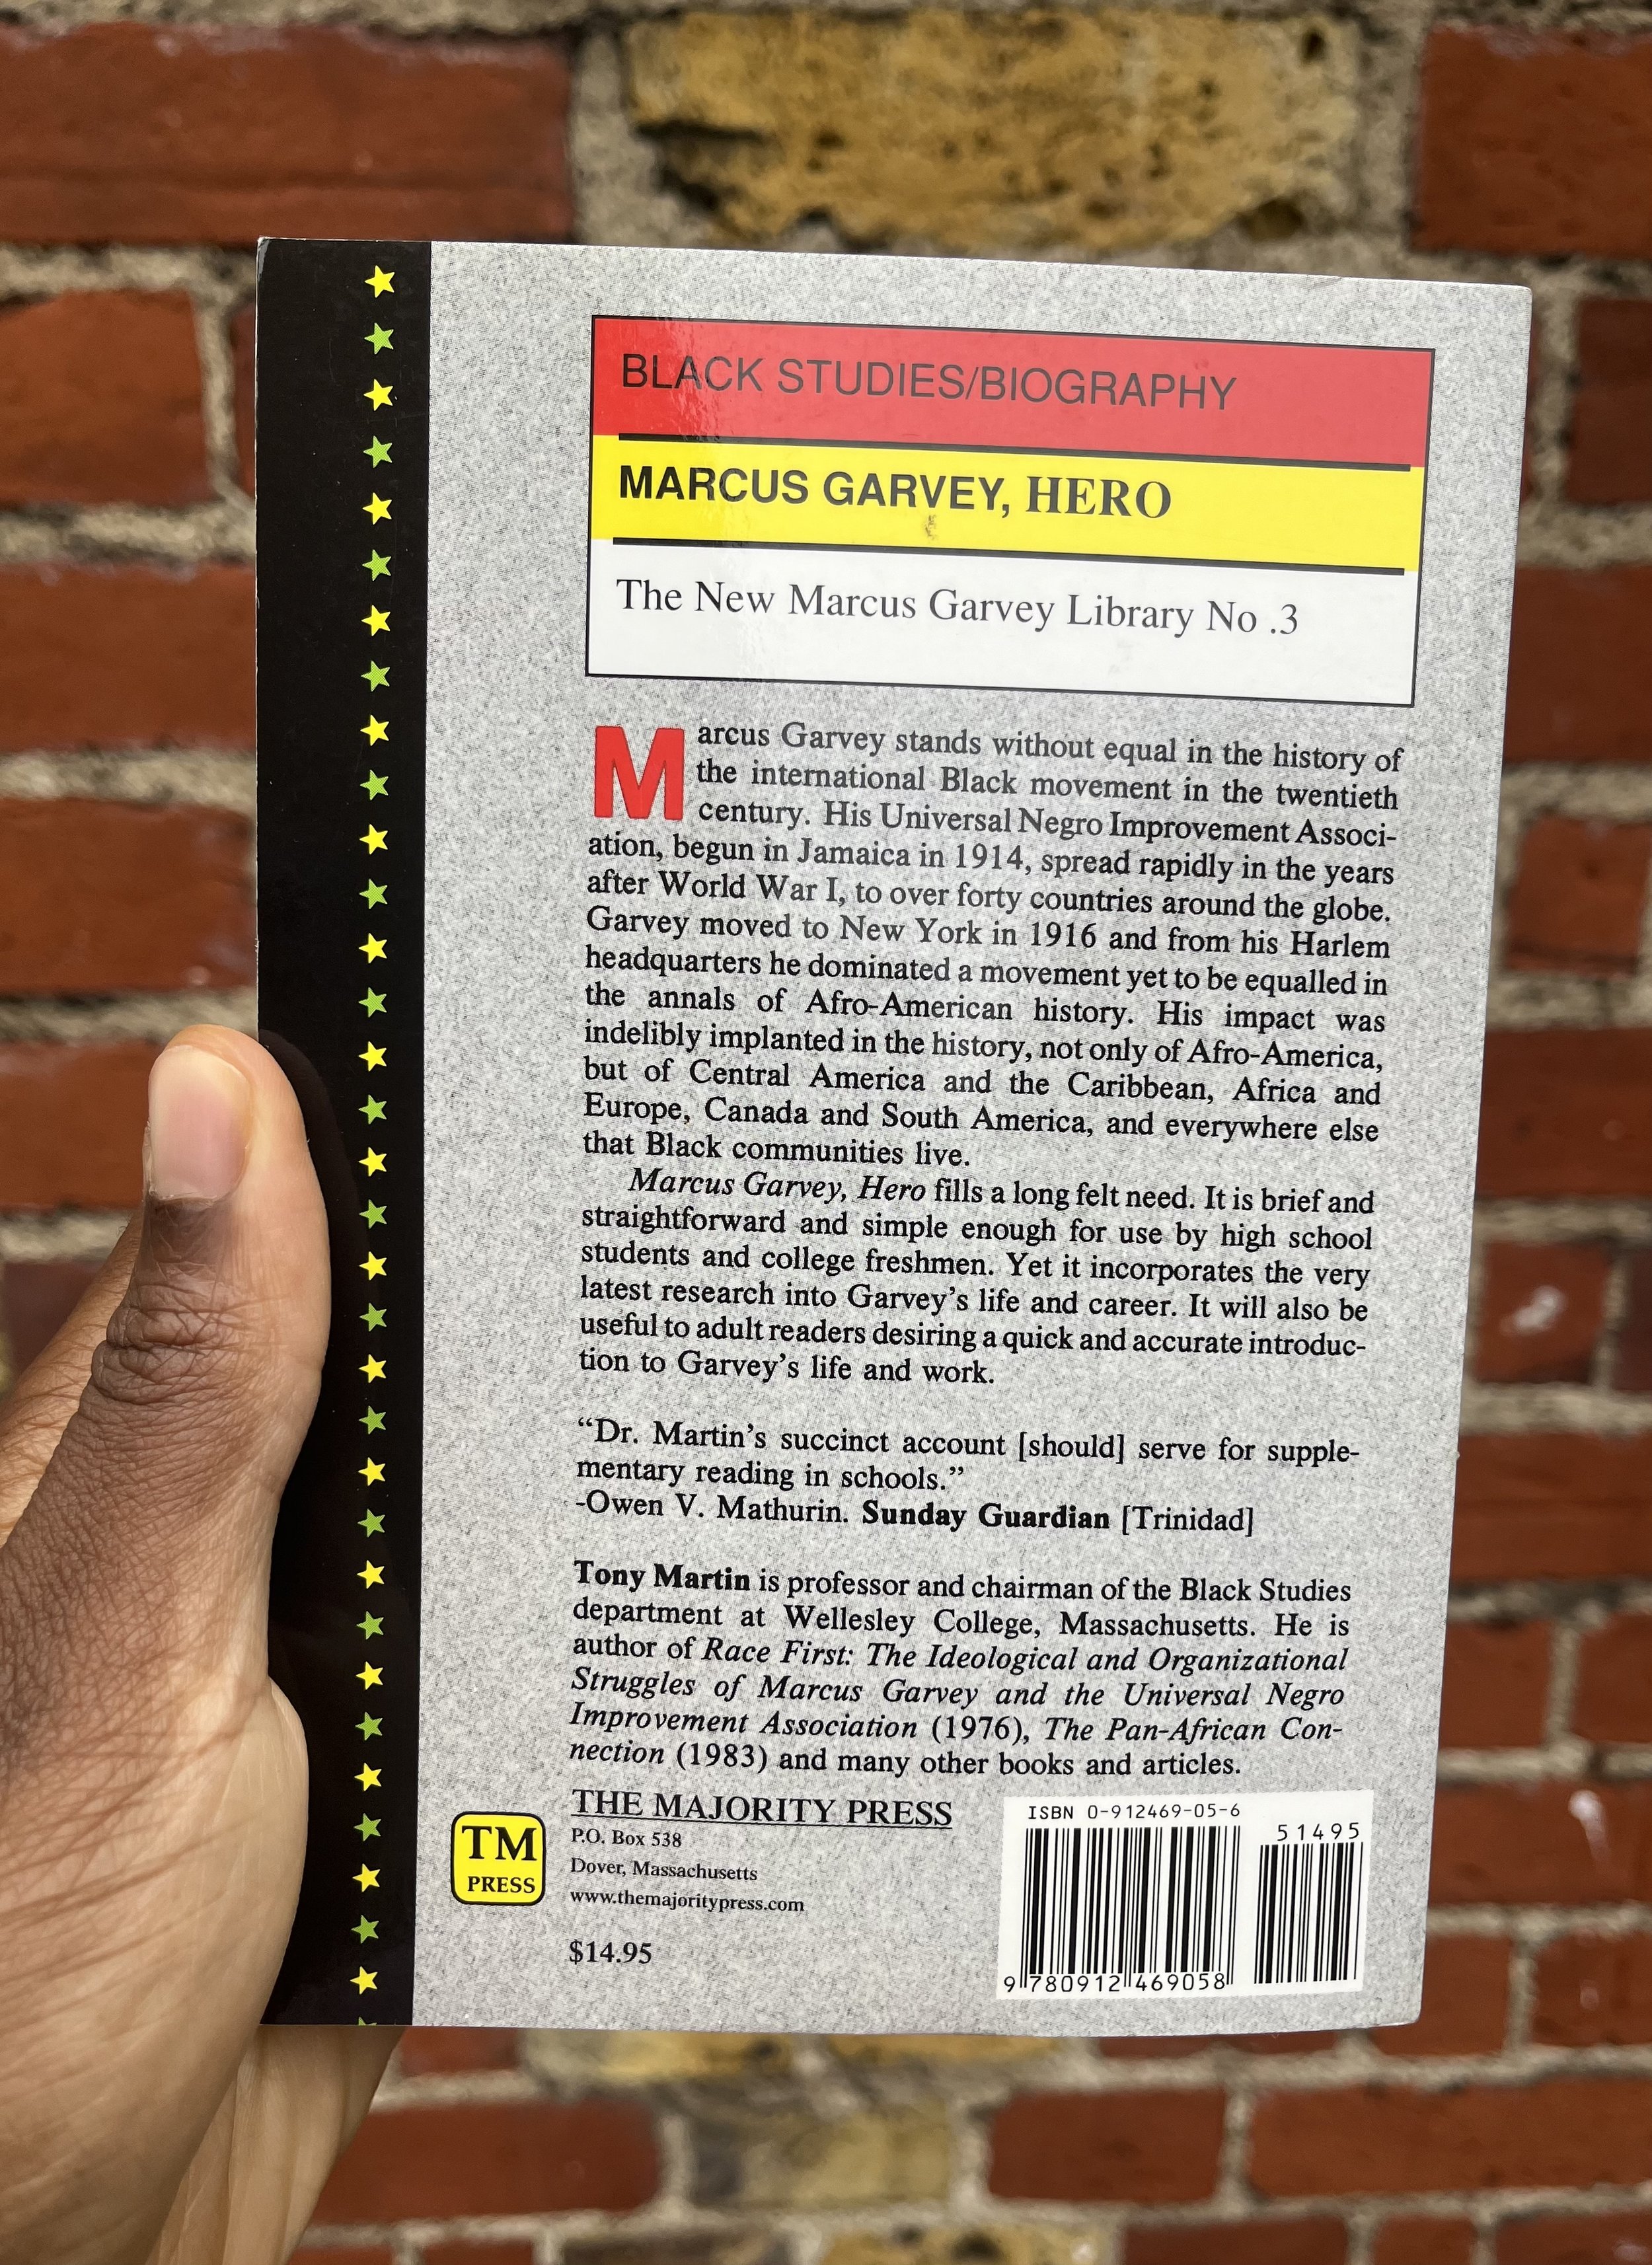 BLACK STUDIES/BIOGRAPHY
MARCUS GARVEY, HERO
The New Marcus Garvey Library No .3
Marcus Garvey stands without equal in the history of
the international Black movement in the twentieth
century. His Universal Negro Improvement Associ-
ation, begun in Jamaica in 1914, spread rapidly in the years
after World War I, to over forty countries around the globe.
Garvey moved to New York in 1916 and from his Harlem
headquarters he dominated a movement yet to be equalled in
the annals of Afro-American history. His impact was
indelibly implanted in the history, not only of Afro-America,
but of Central America and the Caribbean, Africa and
Europe, Canada and South America, and everywhere else
that Black communities live.
Marcus Garvey, Hero fills a long felt need. It is brief and
straightforward and simple enough for use by high school
students and college freshmen. Yet it incorporates the very
latest research into Garvey's life and career. It will also be
useful to adult readers desiring a quick and accurate introduc-
tion to Garvey's life and work.
“Dr. Martin's succinct account [should] serve for supple-
mentary reading in schools.”
-Owen V. Mathurin. Sunday Guardian [Trinidad]
Tony Martin is professor and chairman of the Black Studies
department at Wellesley College, Massachusetts. He is
author of Race First: The Ideological and Organizational
Struggles of Marcus Garvey and the Universal Negro
Improvement Association (1976), The Pan-African Con-
nection (1983) and many other books and articles.
TM
PRESS
THE MAJORITY PRESS
P.O. Box 538
Dover, Massachusetts
www.themajoritypress.com
$14.95
ISBN 0-912469-05-6
51495
9 780912 469058